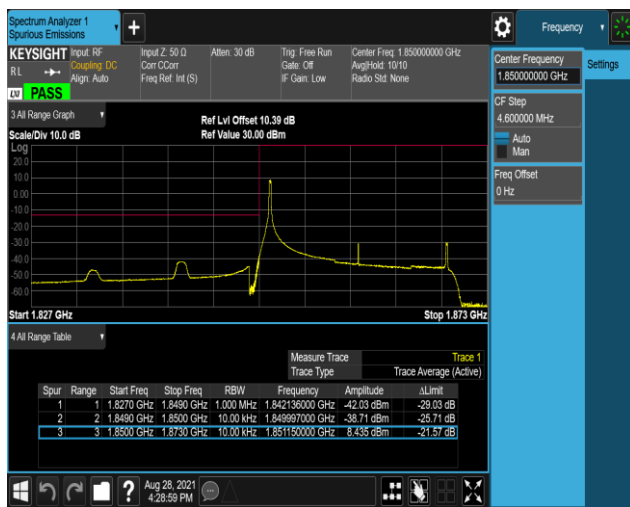 Spectrum Analyzer 1
Spurious Emissions
Frequency
KEYSIGHT
Input: RF
Coupling: DC
Align: Auto
Input Z: 50 Ω
Corr CCorr
Freq Ref: Int (S)
Atten: 30 dB
Trig: Free Run
Gate: Off
IF Gain: Low
Center Freq: 1.850000000 GHz
Avg|Hold: 10/10
Radio Std: None
R L
LXI
PASS
Center Frequency
1.850000000 GHz
Settings
CF Step
4.600000 MHz
Auto
Man
Freq Offset
0 Hz
3 All Range Graph
Scale/Div 10.0 dB
Ref Lvl Offset 10.39 dB
Ref Value 30.00 dBm
Log
20.0
10.0
0.00
-10.0
-20.0
-30.0
-40.0
-50.0
-60.0
Start 1.827 GHz
Stop 1.873 GHz
4 All Range Table
Measure Trace Trace 1
Trace Type Trace Average (Active)
Spur Range Start Freq Stop Freq RBW Frequency Amplitude ΔLimit
1 1 1.8270 GHz 1.8490 GHz 1.000 MHz 1.842136000 GHz -42.03 dBm -29.03 dB
2 2 1.8490 GHz 1.8500 GHz 10.00 kHz 1.849997000 GHz -38.71 dBm -25.71 dB
3 3 1.8500 GHz 1.8730 GHz 10.00 kHz 1.851150000 GHz 8.435 dBm -21.57 dB
?
Aug 28, 2021
4:28:59 PM